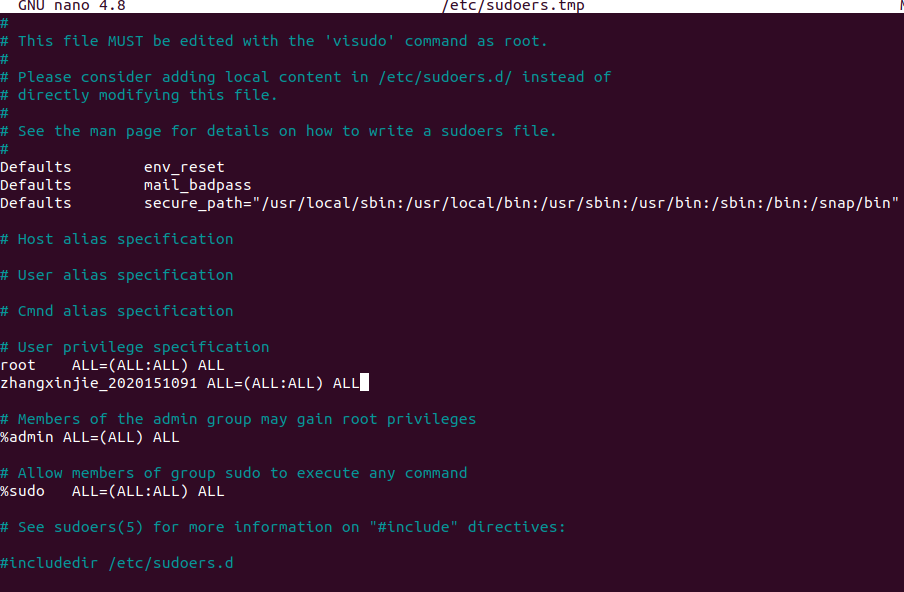 GNU nano 4.8 /etc/sudoers.tmp
#
# This file MUST be edited with the 'visudo' command as root.
#
# Please consider adding local content in /etc/sudoers.d/ instead of
# directly modifying this file.
#
# See the man page for details on how to write a sudoers file.
#
Defaults        env_reset
Defaults        mail_badpass
Defaults        secure_path="/usr/local/sbin:/usr/local/bin:/usr/sbin:/usr/bin:/sbin:/bin:/snap/bin"
# Host alias specification
# User alias specification
# Cmnd alias specification
# User privilege specification
root    ALL=(ALL:ALL) ALL
zhangxinjie_2020151091 ALL=(ALL:ALL) ALL
# Members of the admin group may gain root privileges
%admin ALL=(ALL) ALL
# Allow members of group sudo to execute any command
%sudo   ALL=(ALL:ALL) ALL
# See sudoers(5) for more information on "#include" directives:
#includedir /etc/sudoers.d